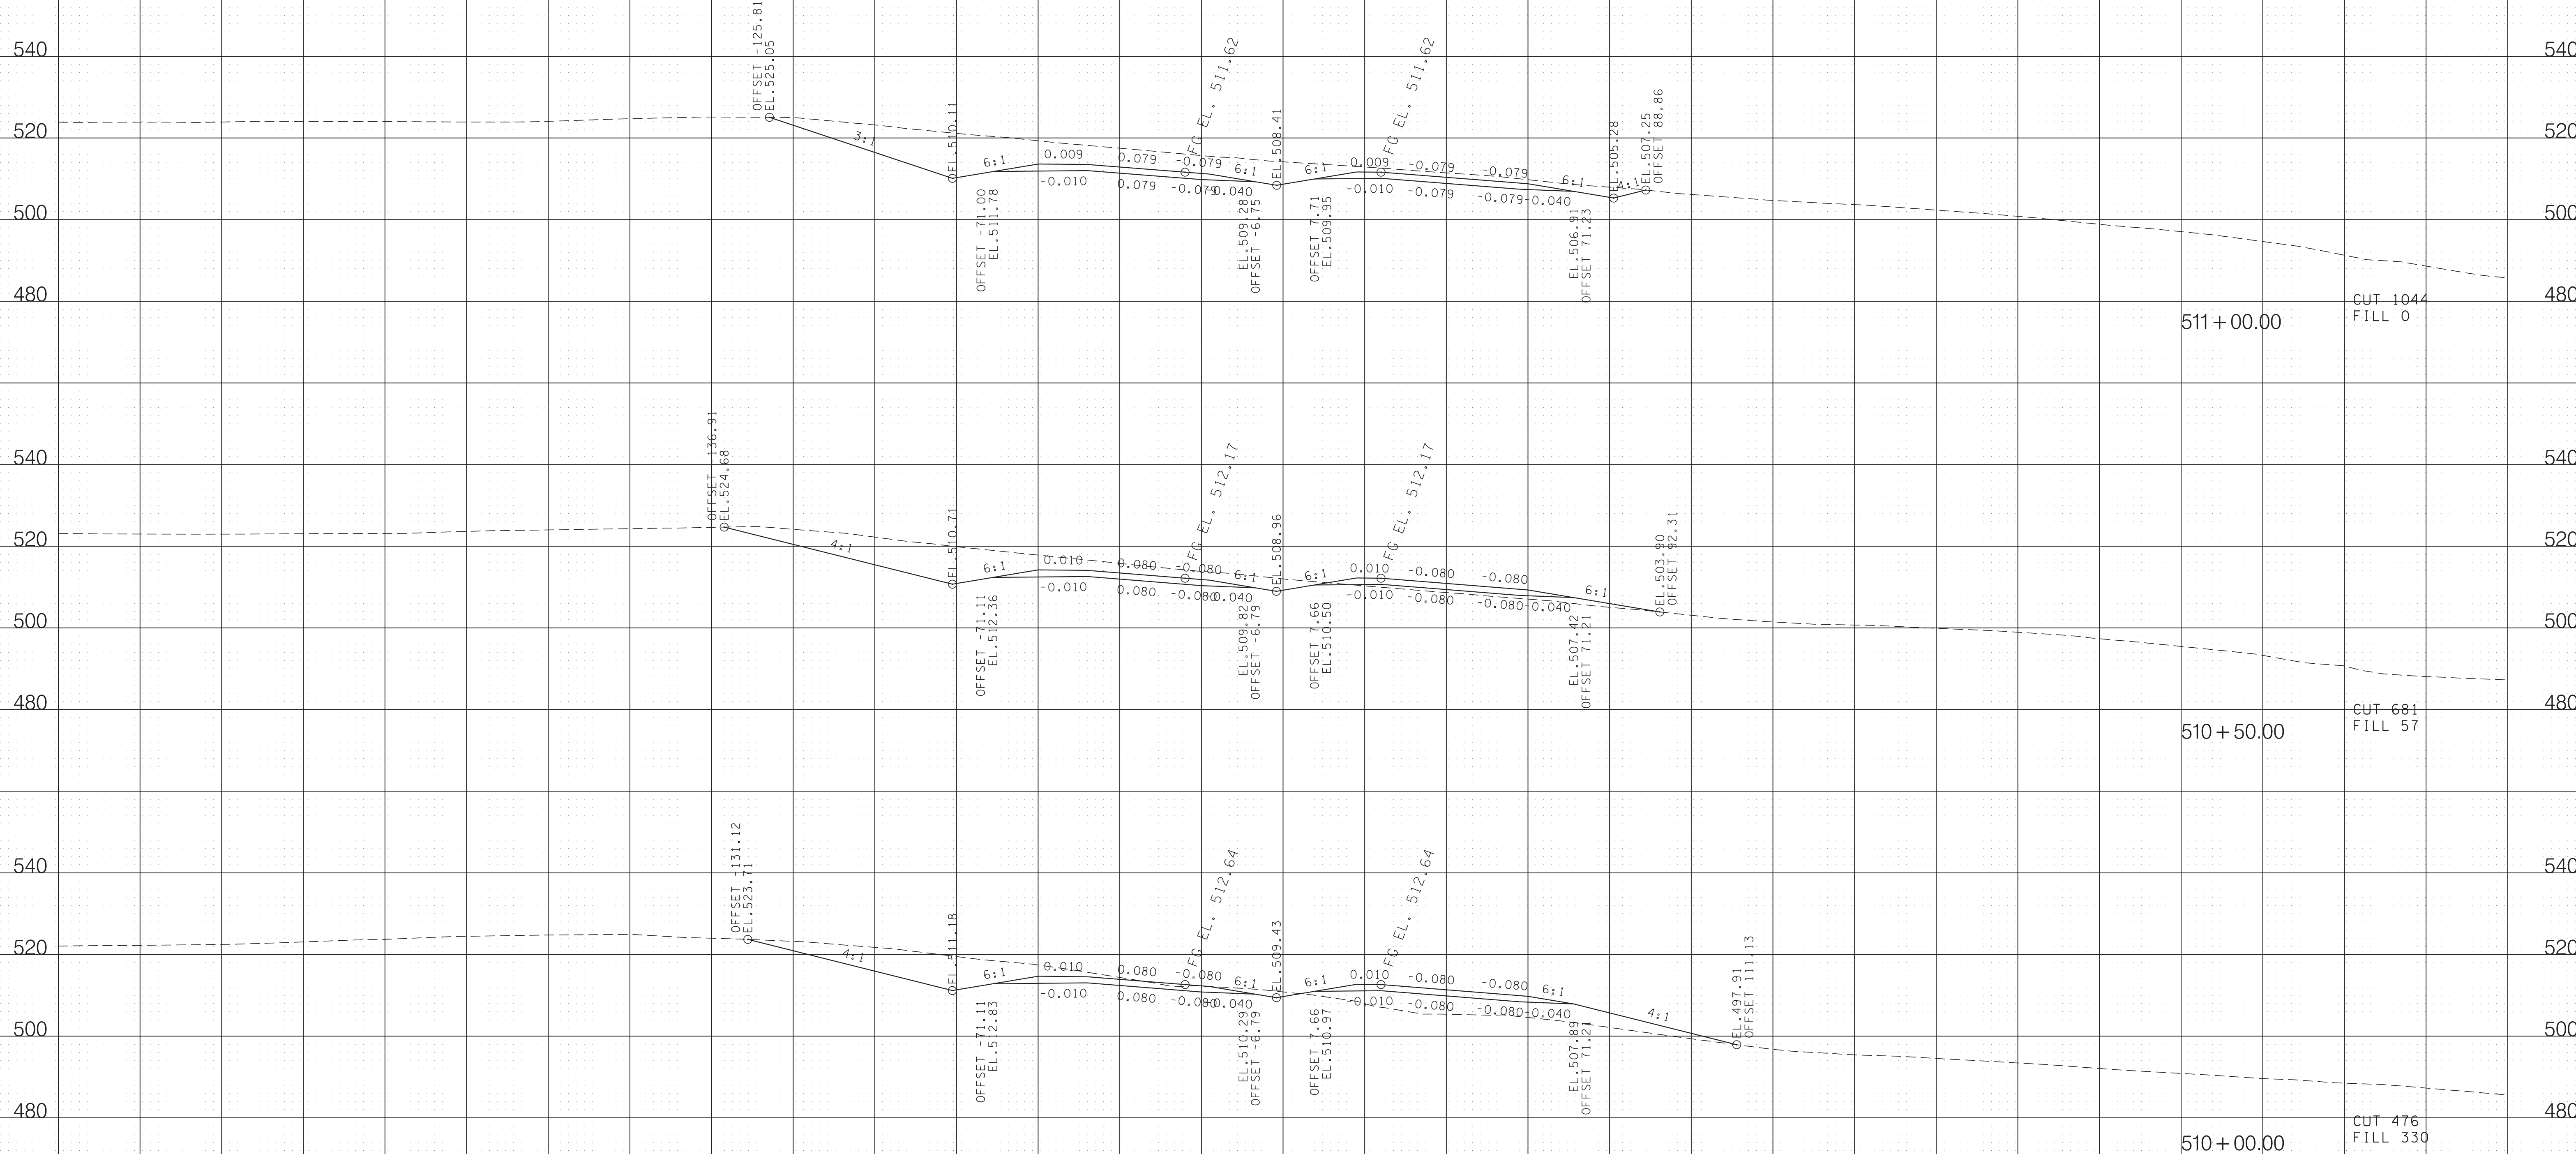 OFFSET -125.81
EL.525.05
540
540
520
520
500
500
480
480
3:1
EL.510.11
6:1
0.009
0.079
-0.079
6:1
FG EL. 511.62
EL.508.41
6:1
0.009
-0.079
-0.079
6:1
FG EL. 511.62
EL.505.28
4:1
EL.507.25
OFFSET 88.86
-0.010
0.079
-0.079
-0.040
-0.010
-0.079
-0.079
-0.040
OFFSET -71.00
EL.511.78
EL.509.28
OFFSET -6.75
OFFSET 7.71
EL.509.95
EL.506.91
OFFSET 71.23
CUT 1044
FILL 0
511+00.00
OFFSET -136.91
EL.524.68
540
540
520
520
500
500
480
480
4:1
EL.510.71
6:1
0.010
0.080
-0.080
6:1
FG EL. 512.17
EL.508.96
6:1
0.010
-0.080
-0.080
6:1
FG EL. 512.17
EL.503.90
OFFSET 92.31
-0.010
0.080
-0.080
-0.040
-0.010
-0.080
-0.080
-0.040
OFFSET -71.11
EL.512.36
EL.509.82
OFFSET -6.79
OFFSET 7.66
EL.510.50
EL.507.42
OFFSET 71.21
CUT 681
FILL 57
510+50.00
OFFSET -131.12
EL.523.71
540
540
520
520
500
500
480
480
4:1
EL.511.18
6:1
0.010
0.080
-0.080
6:1
FG EL. 512.64
EL.509.43
6:1
0.010
-0.080
-0.080
6:1
FG EL. 512.64
4:1
EL.497.91
OFFSET 111.13
-0.010
0.080
-0.080
-0.040
-0.010
-0.080
-0.080
-0.040
OFFSET -71.11
EL.512.83
EL.510.29
OFFSET -6.79
OFFSET 7.66
EL.510.97
EL.507.89
OFFSET 71.21
CUT 476
FILL 330
510+00.00